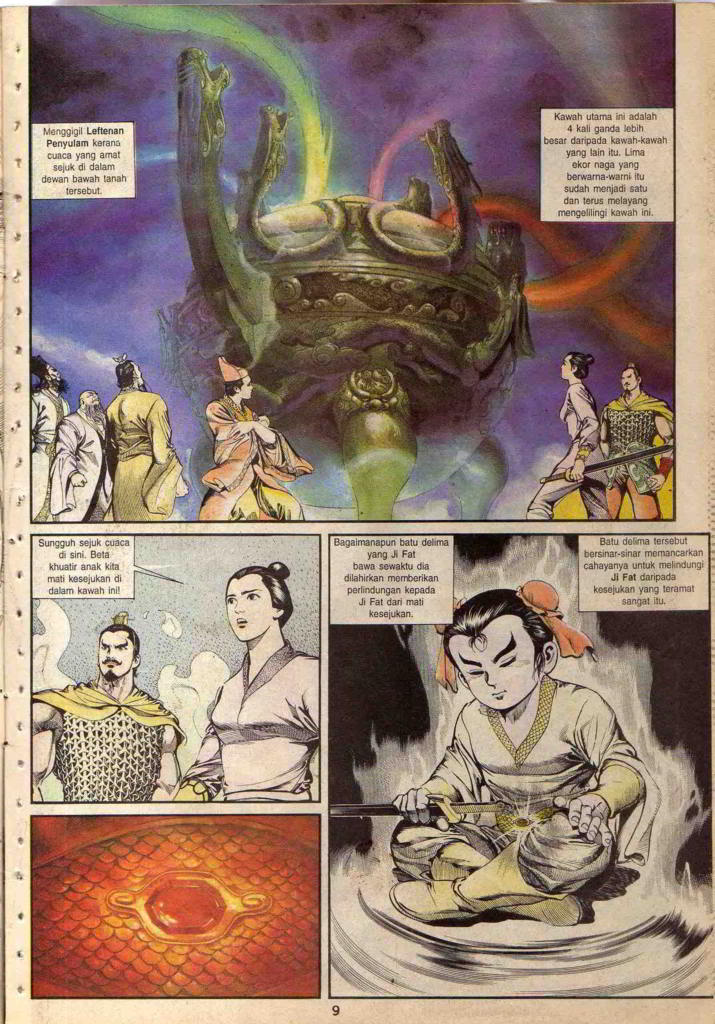 Menggigil Leftenan
Penyulam kerana
cuaca yang amat
sejuk di dalam
dewan bawah tanah
tersebut.
Kawah utama ini adalah
4 kali ganda lebih
besar daripada kawah-kawah
yang lain itu. Lima
ekor naga yang
berwarna-warni itu
sudah menjadi satu
dan terus melayang
mengelilingi kawah ini.
Sungguh sejuk cuaca
di sini. Beta
khuatir anak kita
mati kesejukan di
dalam kawah ini!
Bagaimanapun batu delima
yang Ji Fat
bawa sewaktu dia
dilahirkan memberikan
perlindungan kepada
Ji Fat dari mati
kesejukan.
Batu delima tersebut
bersinar-sinar memancarkan
cahayanya untuk melindungi
Ji Fat daripada
kesejukan yang teramat
sangat itu.
9